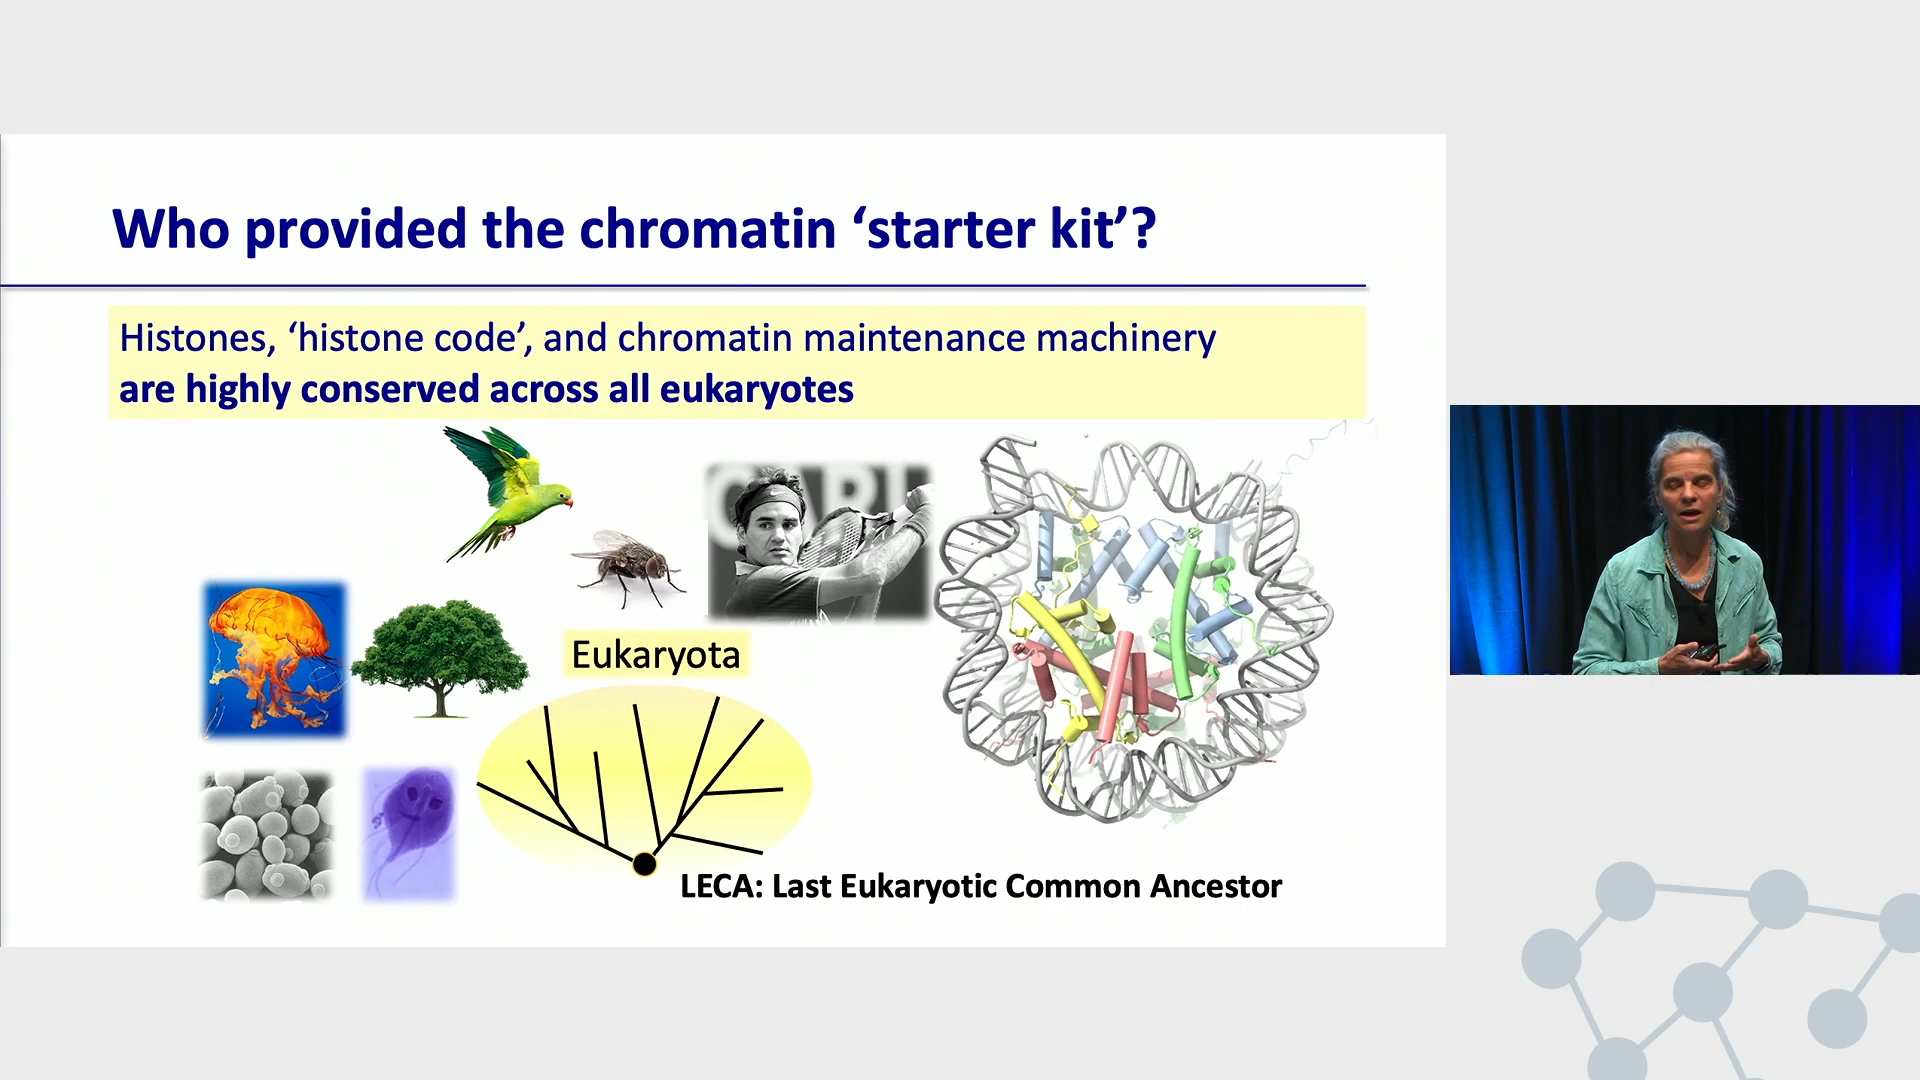 Who provided the chromatin ‘starter kit’?
Histones, ‘histone code’, and chromatin maintenance machinery
are highly conserved across all eukaryotes
Eukaryota
LECA: Last Eukaryotic Common Ancestor